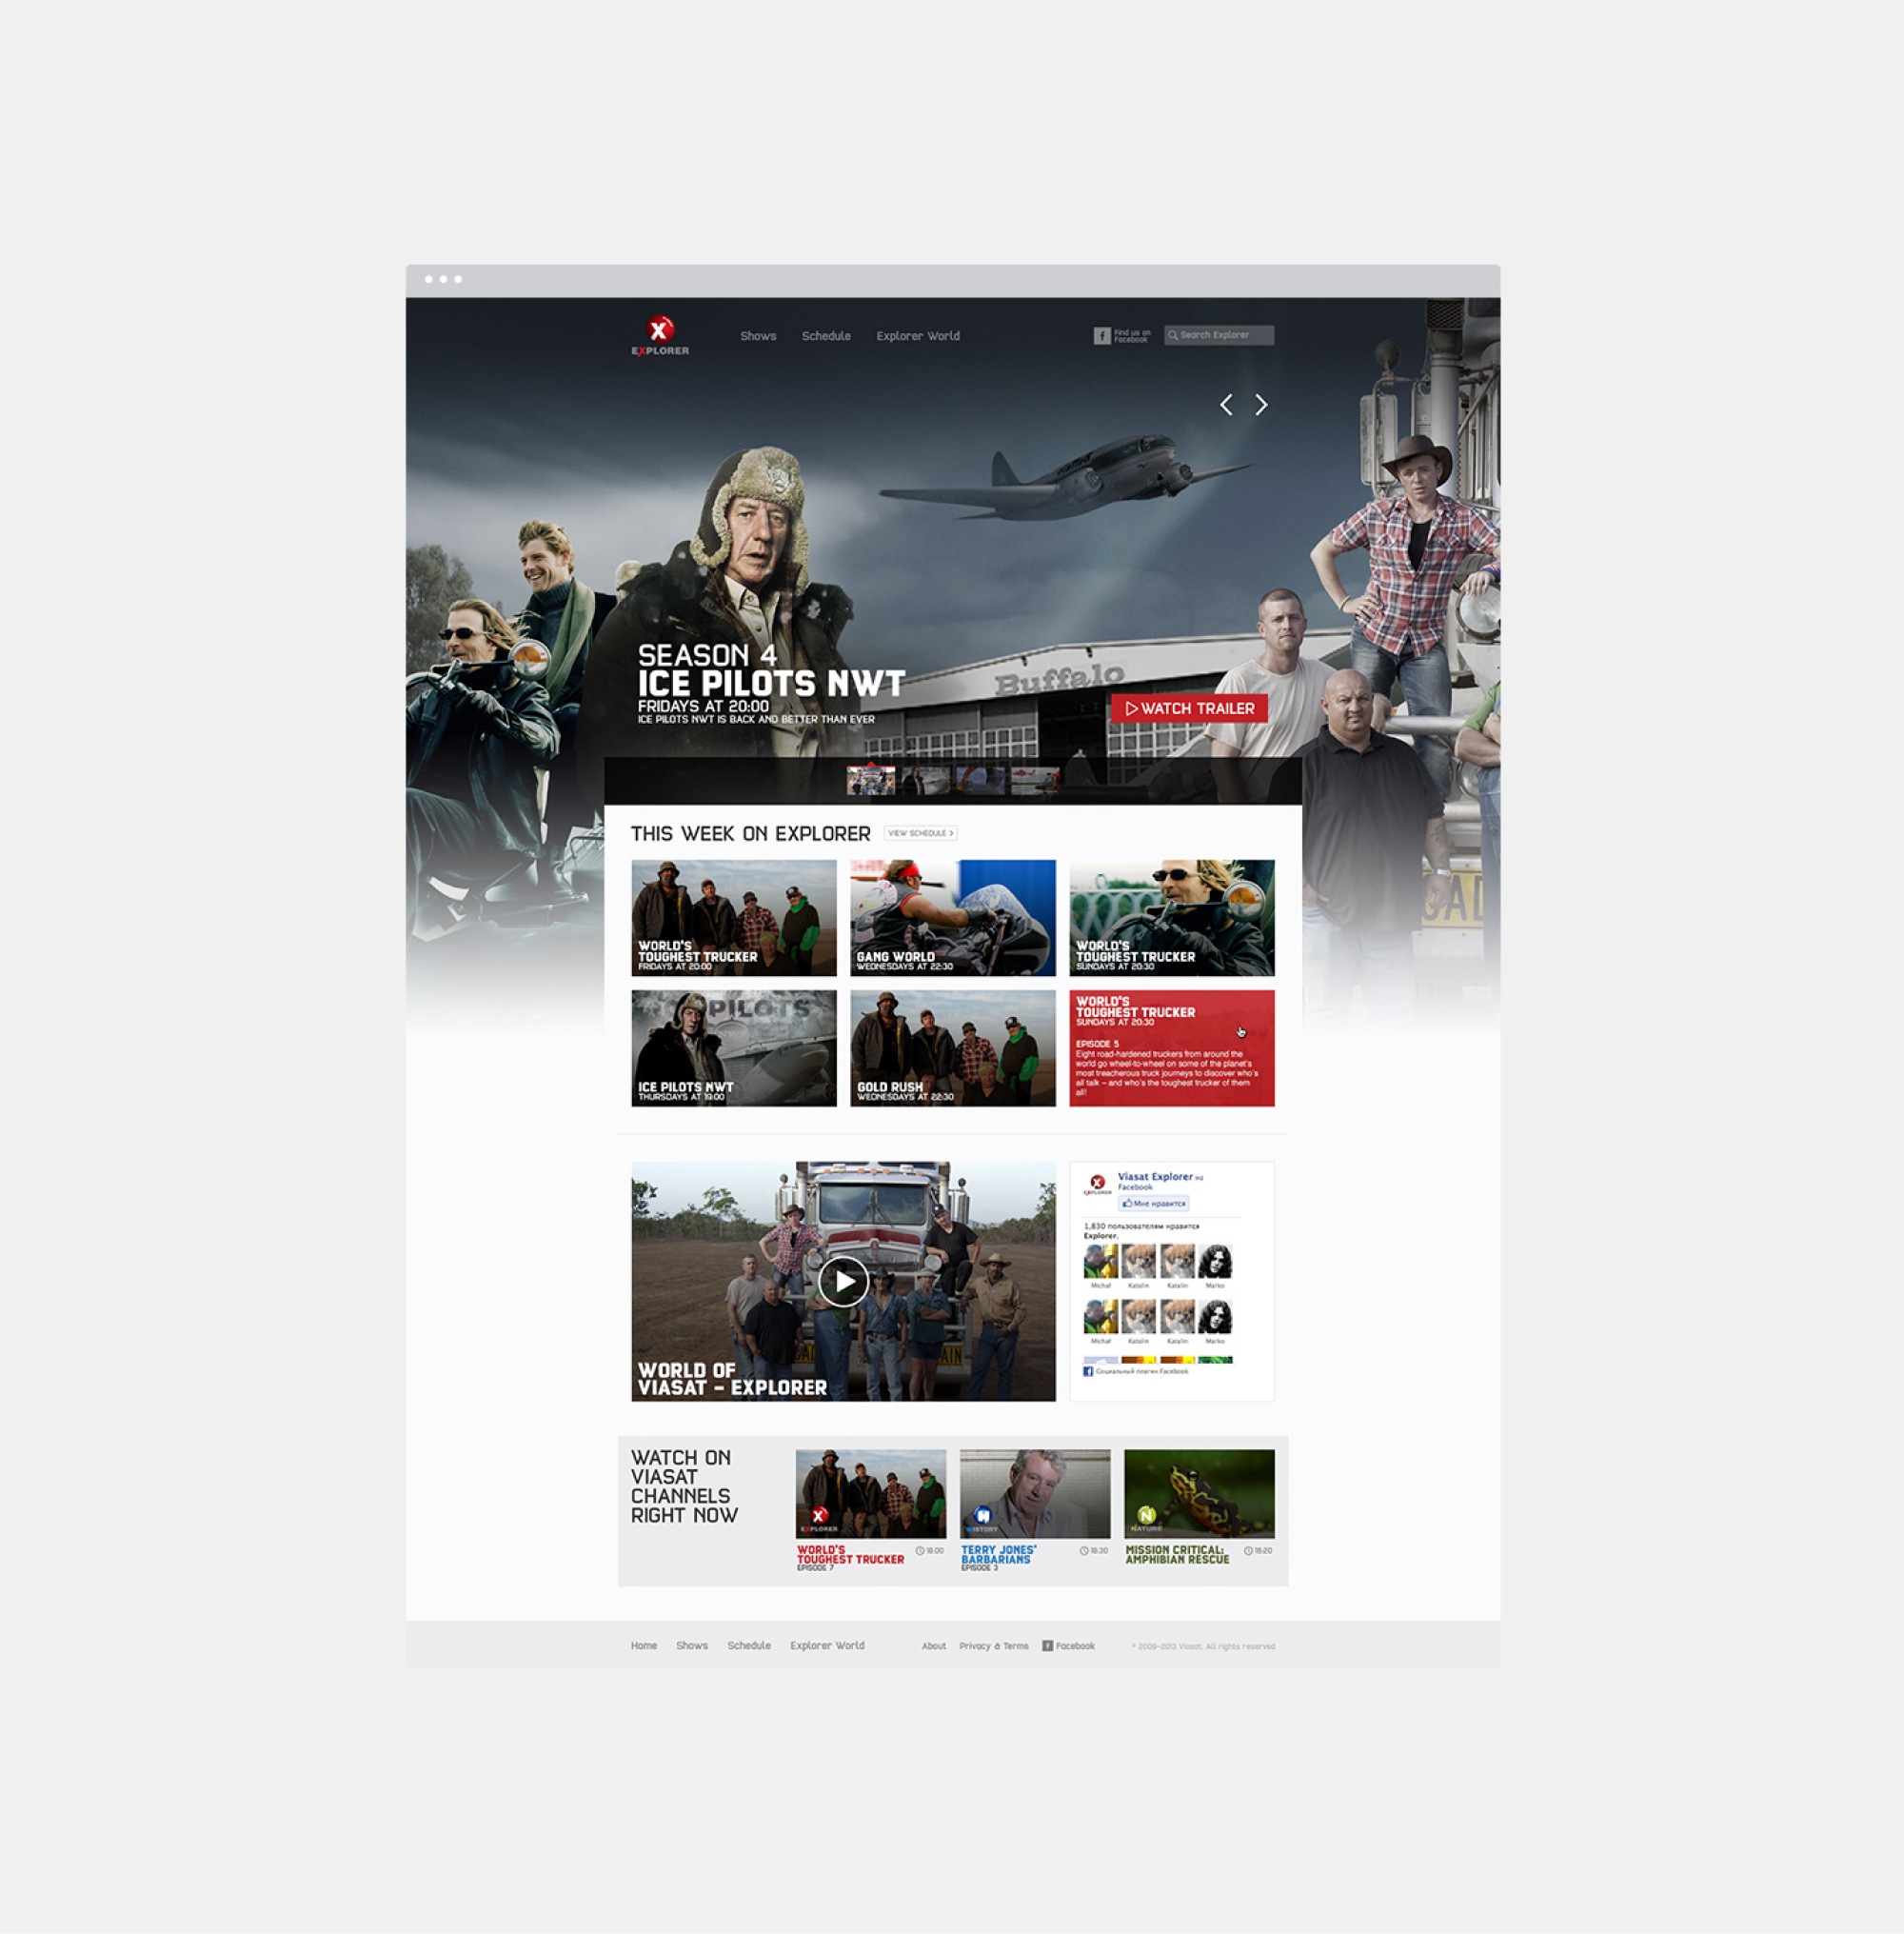 EXPLORER
Shows
Schedule
Explorer World
Find us on
Facebook
Search Explorer
Buffalo
SEASON 4
ICE PILOTS NWT
FRIDAYS AT 20:00
ICE PILOTS NWT IS BACK AND BETTER THAN EVER
WATCH TRAILER
THIS WEEK ON EXPLORER
VIEW SCHEDULE >
WORLD'S
TOUGHEST TRUCKER
FRIDAYS AT 20:00
GANG WORLD
WEDNESDAYS AT 22:30
WORLD'S
TOUGHEST TRUCKER
SUNDAYS AT 20:30
PILOTS
ICE PILOTS NWT
THURSDAYS AT 19:00
GOLD RUSH
WEDNESDAYS AT 22:30
WORLD'S
TOUGHEST TRUCKER
SUNDAYS AT 20:30
EPISODE 5
Eight road-hardened truckers from around the
world go wheel-to-wheel on some of the planet's
most treacherous truck journeys to discover who's
all talk – and who's the toughest trucker of them
all!
WORLD OF
VIASAT – EXPLORER
EXPLORER
Viasat Explorer на
Facebook
Мне нравится
1,830 пользователям нравится
Explorer.
Michał Katalin Katalin Marko
Michał Katalin Katalin Marko
Социальный плагин Facebook
WATCH ON
VIASAT
CHANNELS
RIGHT NOW
EXPLORER
WORLD'S
TOUGHEST TRUCKER
EPISODE 7
18:00
HISTORY
TERRY JONES'
BARBARIANS
EPISODE 3
18:30
NATURE
MISSION CRITICAL:
AMPHIBIAN RESCUE
18:20
Home
Shows
Schedule
Explorer World
About
Privacy & Terms
Facebook
© 2006–2013 Viasat. All rights reserved